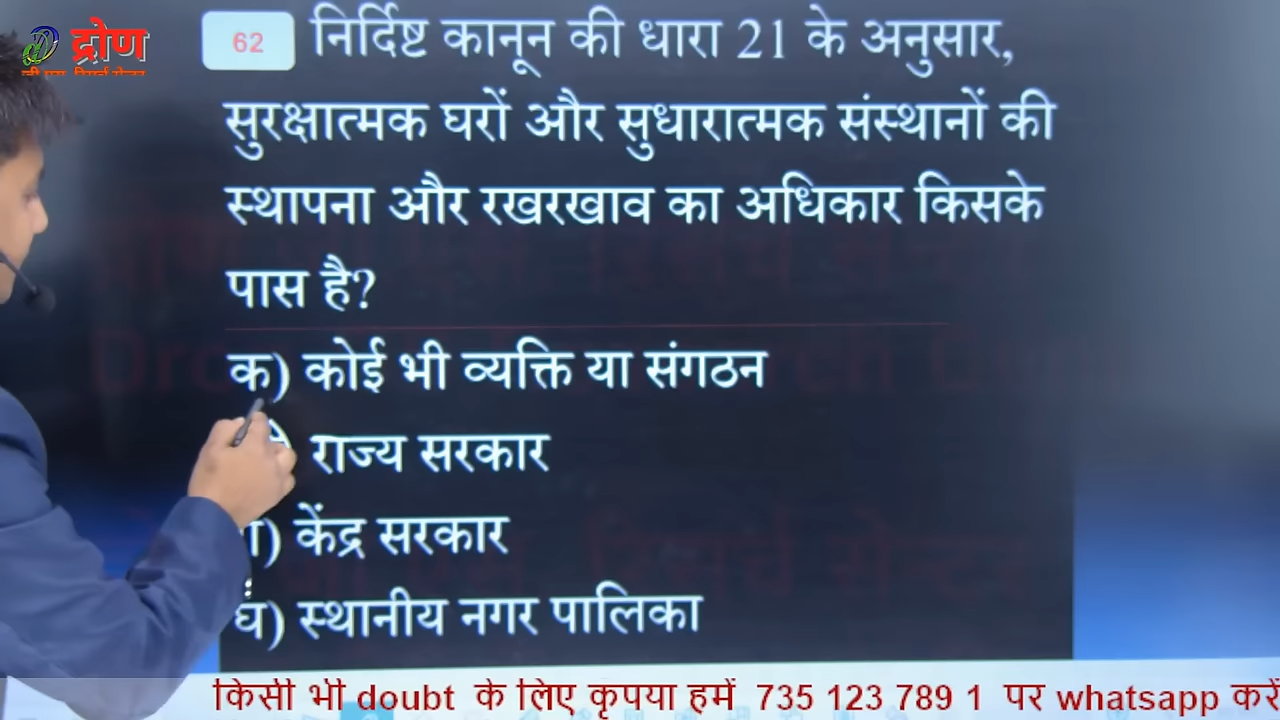 द्रोण
62 निर्दिष्ट कानून की धारा 21 के अनुसार,
सुरक्षात्मक घरों और सुधारात्मक संस्थानों की
स्थापना और रखरखाव का अधिकार किसके
पास है?
क) कोई भी व्यक्ति या संगठन
राज्य सरकार
ग) केंद्र सरकार
घ) स्थानीय नगर पालिका
किसी भी doubt के लिए कृपया हमें 735 123 789 1 पर whatsapp करें